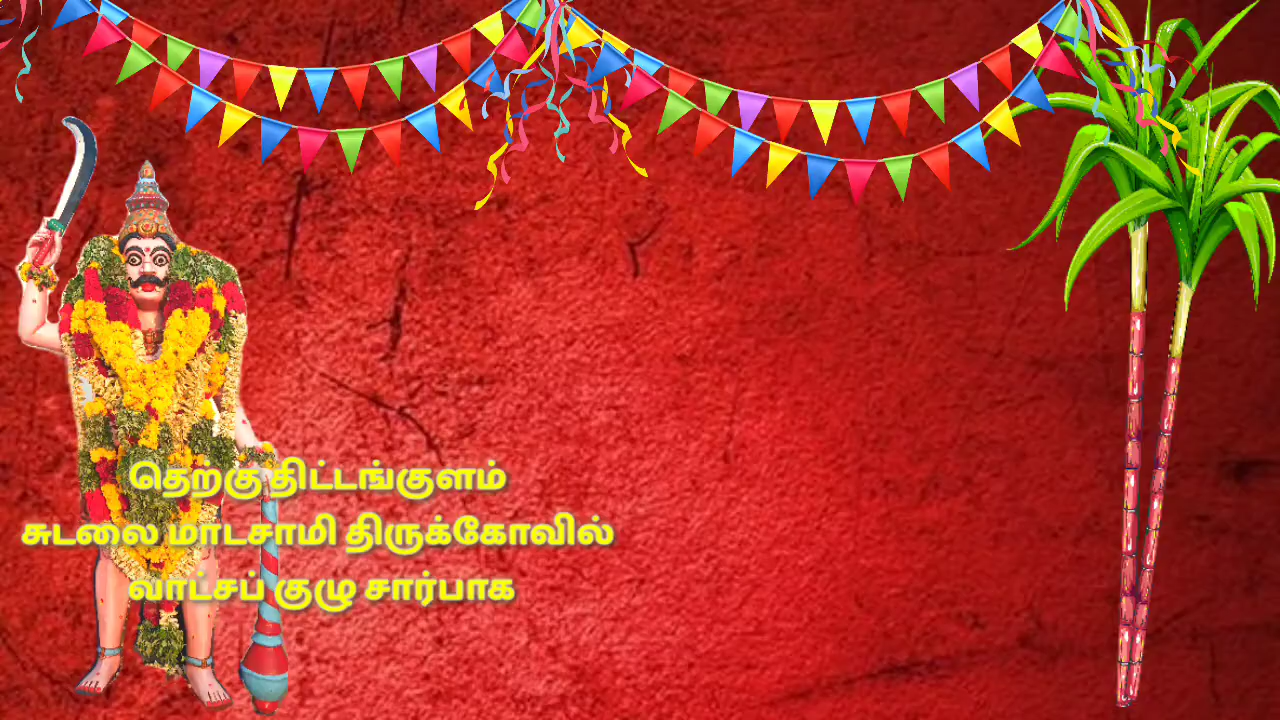 தெற்கு திட்டங்குளம்
சுடலை மாடசாமி திருக்கோவில்
வாட்சப் குழு சார்பாக